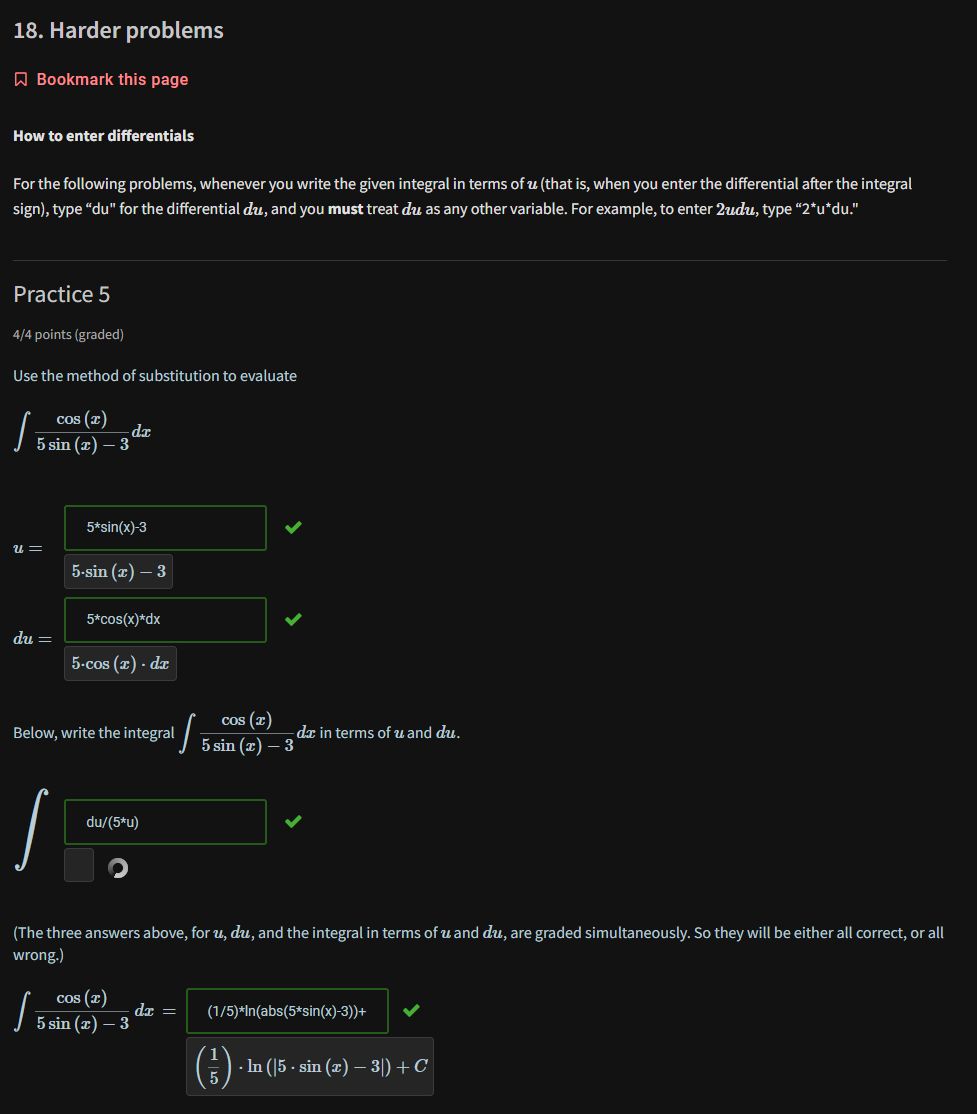 18. Harder problems
Bookmark this page
How to enter differentials
For the following problems, whenever you write the given integral in terms of u (that is, when you enter the differential after the integral
sign), type “du" for the differential du, and you must treat du as any other variable. For example, to enter 2udu, type “2*u*du."
Practice 5
4/4 points (graded)
Use the method of substitution to evaluate
∫ cos (x) / 5 sin (x) − 3 dx
5*sin(x)-3
u =
5·sin (x) − 3
5*cos(x)*dx
du =
5·cos (x) · dx
Below, write the integral ∫ cos (x) / 5 sin (x) − 3 dx in terms of u and du.
∫ du/(5*u)
(The three answers above, for u, du, and the integral in terms of u and du, are graded simultaneously. So they will be either all correct, or all
wrong.)
∫ cos (x) / 5 sin (x) − 3 dx = (1/5)*ln(abs(5*sin(x)-3))+
(1/5) · ln (|5 · sin (x) − 3|) + C